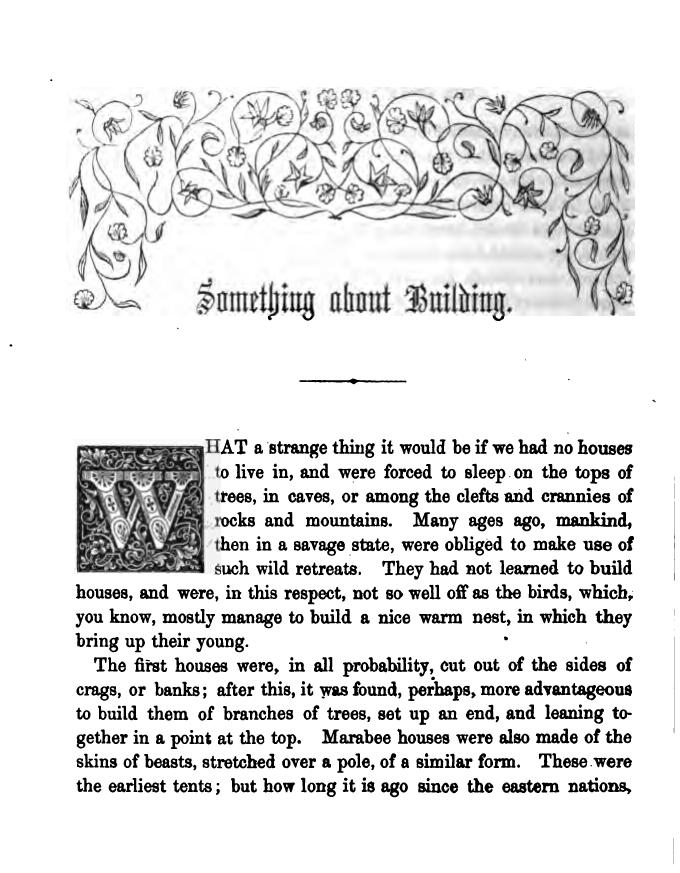 Something about Building.
WHAT a strange thing it would be if we had no houses
to live in, and were forced to sleep on the tops of
trees, in caves, or among the clefts and crannies of
rocks and mountains. Many ages ago, mankind,
then in a savage state, were obliged to make use of
such wild retreats. They had not learned to build
houses, and were, in this respect, not so well off as the birds, which,
you know, mostly manage to build a nice warm nest, in which they
bring up their young.
The first houses were, in all probability, cut out of the sides of
crags, or banks; after this, it was found, perhaps, more advantageous
to build them of branches of trees, set up an end, and leaning to-
gether in a point at the top. Marabee houses were also made of the
skins of beasts, stretched over a pole, of a similar form. These were
the earliest tents; but how long it is ago since the eastern nations,